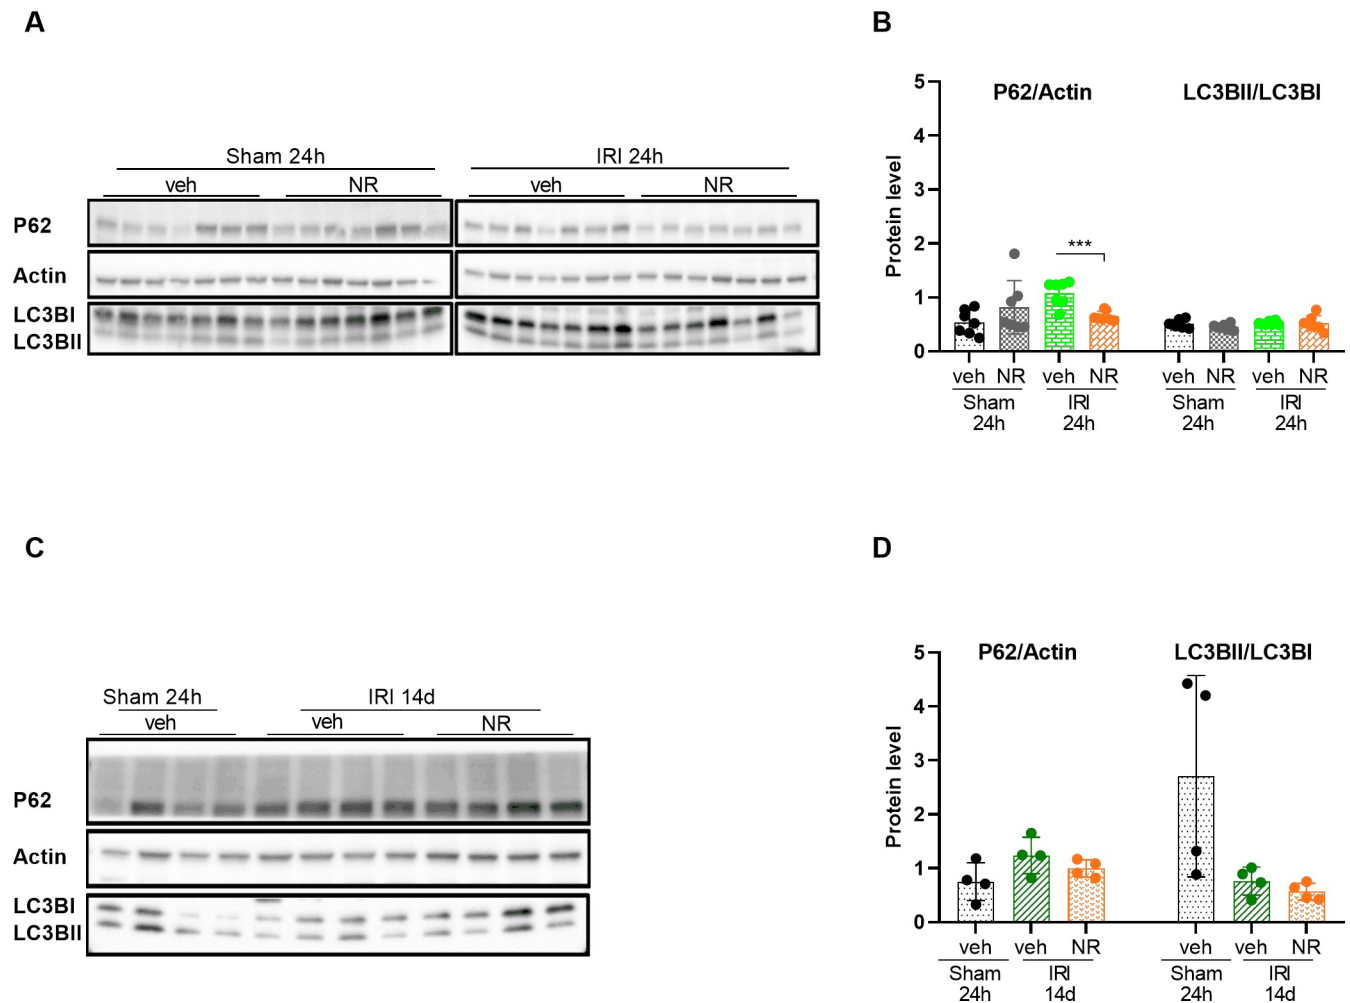 A
Sham 24h
IRI 24h
veh
NR
veh
NR
P62
Actin
LC3BI
LC3BII
B
P62/Actin
LC3BII/LC3BI
Protein level
5
4
3
2
1
0
***
veh NR veh NR veh NR veh NR
Sham IRI Sham IRI
24h 24h 24h 24h
C
Sham 24h
IRI 14d
veh
veh
NR
P62
Actin
LC3BI
LC3BII
D
P62/Actin
LC3BII/LC3BI
Protein level
5
4
3
2
1
0
veh veh NR veh veh NR
Sham IRI Sham IRI
24h 14d 24h 14d